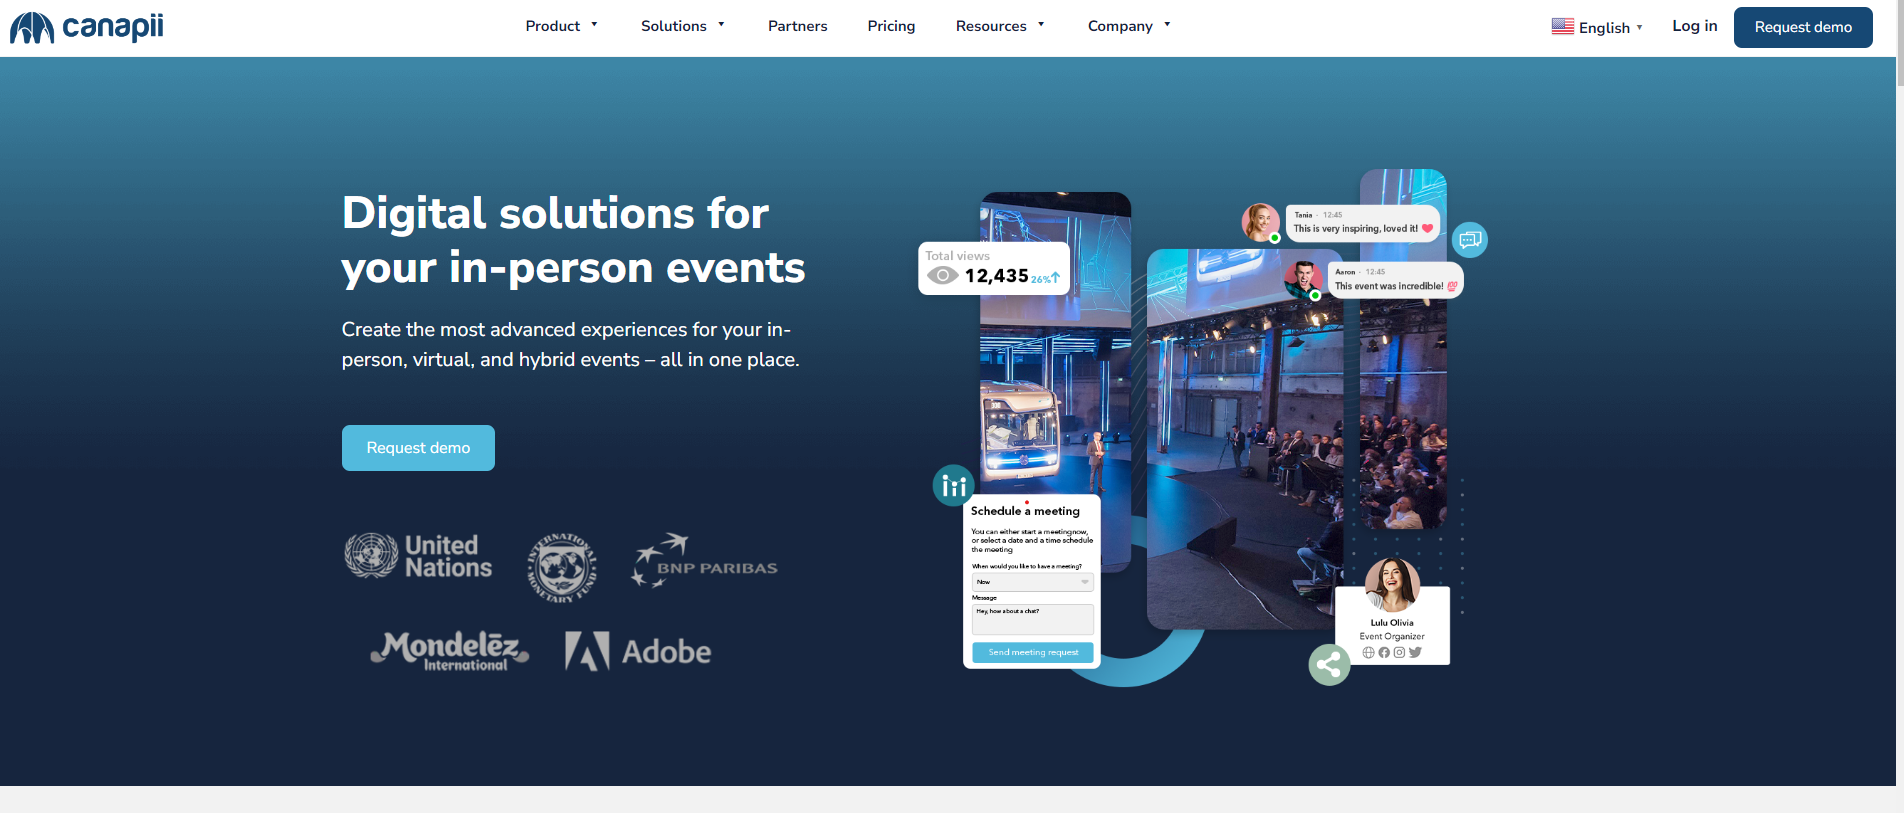 canapii
Product
Solutions
Partners
Pricing
Resources
Company
English
Log in
Request demo
Digital solutions for
your in-person events
Create the most advanced experiences for your in-
person, virtual, and hybrid events – all in one place.
Request demo
United
Nations
INTERNATIONAL
MONETARY FUND
BNP PARIBAS
Mondelēz
International
Adobe
Total views
12,435 26%
Tania - 12:45
This is very inspiring, loved it!
Aaron - 12:45
This event was incredible! 💯
Schedule a meeting
You can either start a meetingnow,
or select a date and a time schedule
the meeting
When would you like to have a meeting?
Now
Message
Hey, how about a chat?
Send meeting request
Lulu Olivia
Event Organizer